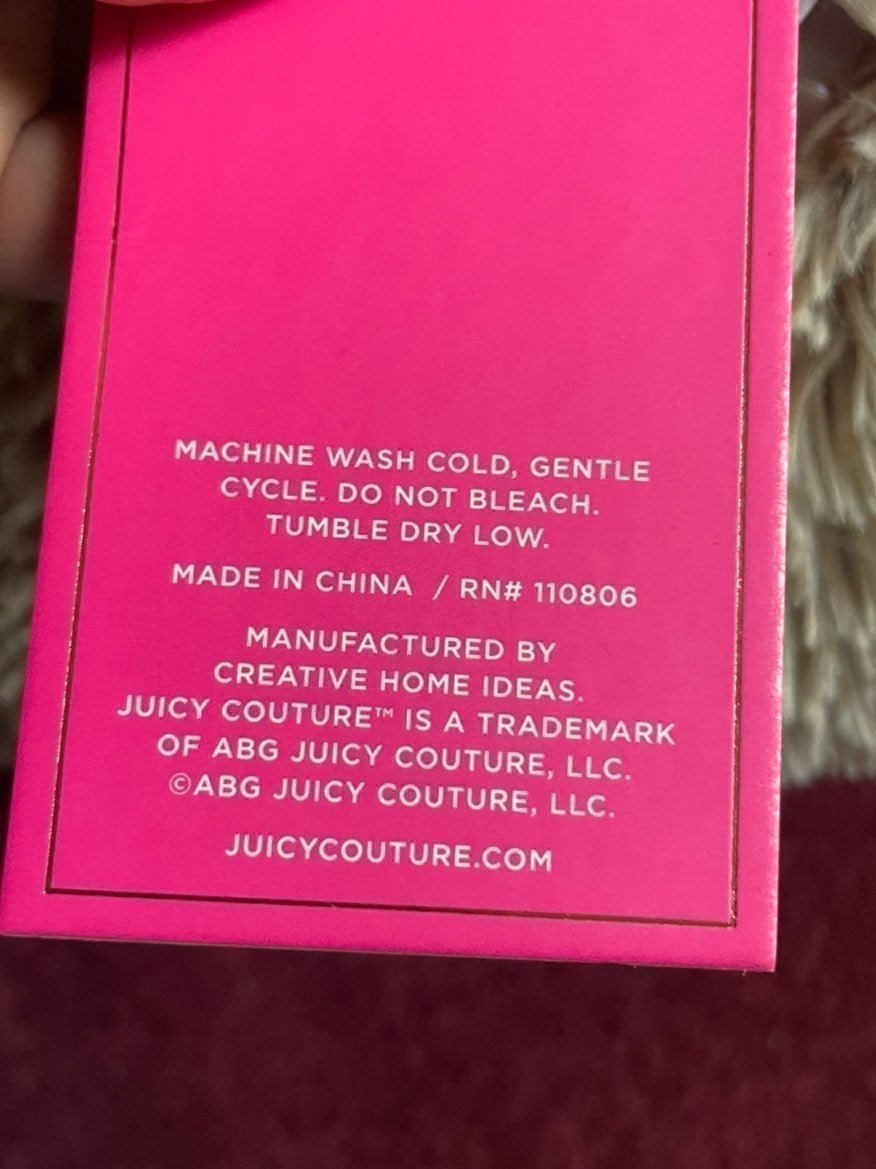 MACHINE WASH COLD, GENTLE
CYCLE. DO NOT BLEACH.
TUMBLE DRY LOW.
MADE IN CHINA / RN# 110806
MANUFACTURED BY
CREATIVE HOME IDEAS.
JUICY COUTURE™ IS A TRADEMARK
OF ABG JUICY COUTURE, LLC.
©ABG JUICY COUTURE, LLC.
JUICYCOUTURE.COM